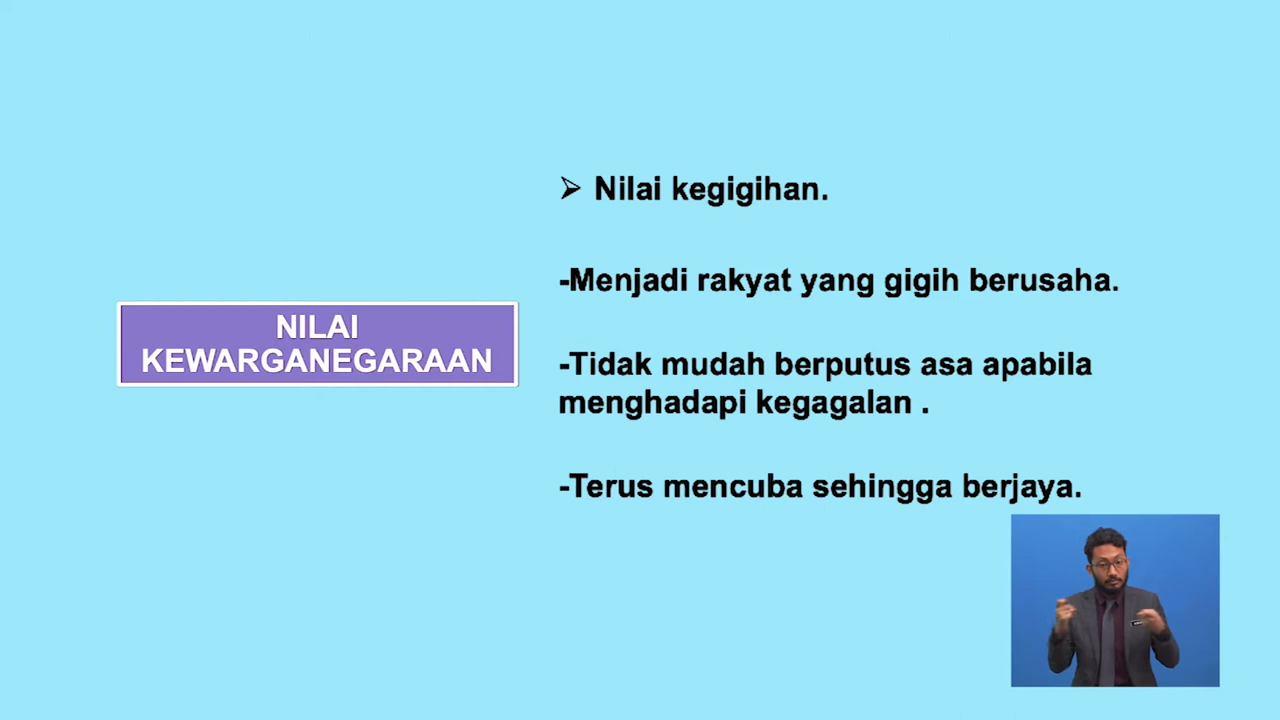 NILAI
KEWARGANEGARAAN
➢ Nilai kegigihan.
-Menjadi rakyat yang gigih berusaha.
-Tidak mudah berputus asa apabila
menghadapi kegagalan .
-Terus mencuba sehingga berjaya.